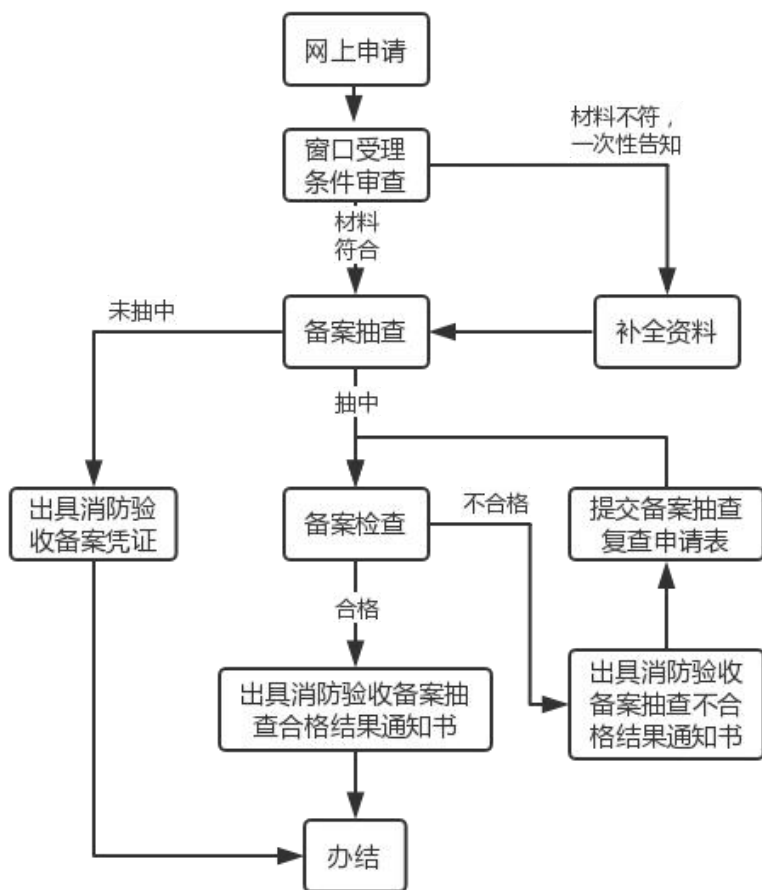 网上申请
材料不符，
一次性告知
窗口受理
条件审查
材料
符合
未抽中
备案抽查
补全资料
抽中
出具消防验
收备案凭证
备案检查
不合格
提交备案抽查
复查申请表
合格
出具消防验收备案抽
查合格结果通知书
出具消防验收
备案抽查不合
格结果通知书
办结